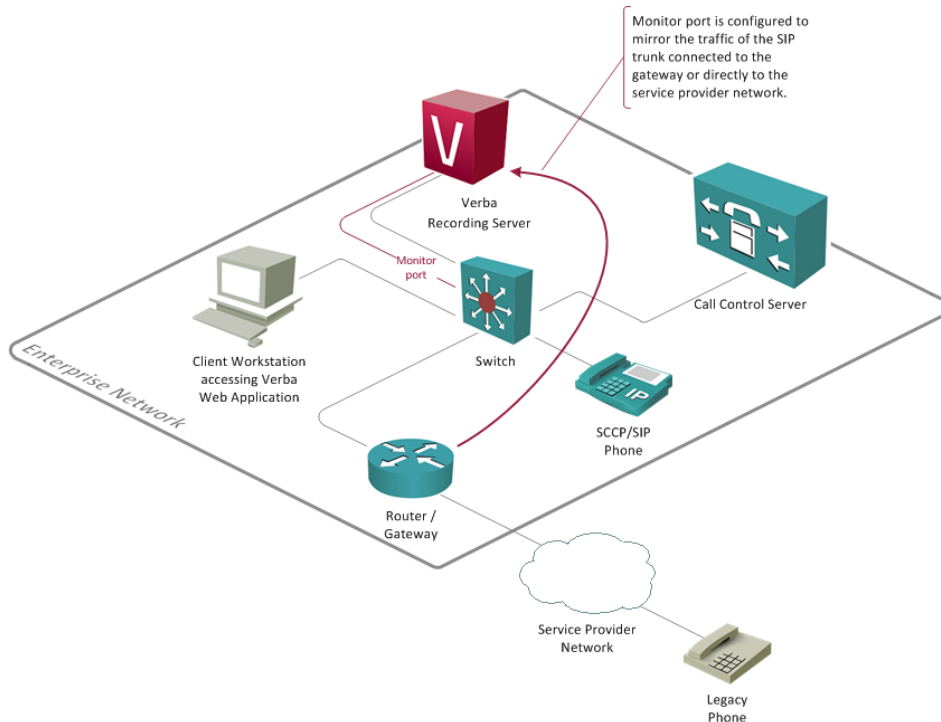 Monitor port is configured to
mirror the traffic of the SIP
trunk connected to the
gateway or directly to the
service provider network.
V
Verba
Recording Server
Monitor
port
Call Control Server
Client Workstation
accessing Verba
Web Application
Switch
Enterprise Network
IP
SCCP/SIP
Phone
Router /
Gateway
Service Provider
Network
Legacy
Phone